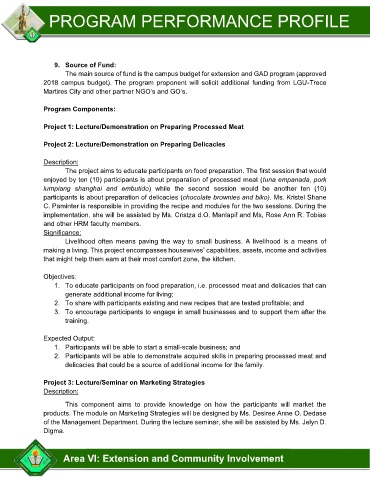 PROGRAM PERFORMANCE PROFILE
9. Source of Fund:
The main source of fund is the campus budget for extension and GAD program (approved
2018 campus budget). The program proponent will solicit additional funding from LGU-Trece
Martires City and other partner NGO's and GO's.
Program Components:
Project 1: Lecture/Demonstration on Preparing Processed Meat
Project 2: Lecture/Demonstration on Preparing Delicacies
Description:
The project aims to educate participants on food preparation. The first session that would
enjoyed by ten (10) participants is about preparation of processed meat (tuna empanada, pork
lumpiang shanghai and embutido) while the second session would be another ten (10)
participants is about preparation of delicacies (chocolate brownies and biko). Ms. Kristel Shane
C. Paminter is responsible in providing the recipe and modules for the two sessions. During the
implementation, she will be assisted by Ms. Cristza d.O. Manlapif and Ms, Rose Ann R. Tobias
and other HRM faculty members.
Significance:
Livelihood often means paving the way to small business. A livelihood is a means of
making a living. This project encompasses housewives' capabilities, assets, income and activities
that might help them earn at their most comfort zone, the kitchen.
Objectives:
1. To educate participants on food preparation, i.e. processed meat and delicacies that can
generate additional income for living;
2. To share with participants existing and new recipes that are tested profitable; and
3. To encourage participants to engage in small businesses and to support them after the
training.
Expected Output:
1. Participants will be able to start a small-scale business; and
2. Participants will be able to demonstrate acquired skills in preparing processed meat and
delicacies that could be a source of additional income for the family.
Project 3: Lecture/Seminar on Marketing Strategies
Description:
This component aims to provide knowledge on how the participants will market the
products. The module on Marketing Strategies will be designed by Ms. Desiree Anne O. Dedase
of the Management Department. During the lecture seminar, she will be assisted by Ms. Jelyn D.
Digma.
Area VI: Extension and Community Involvement